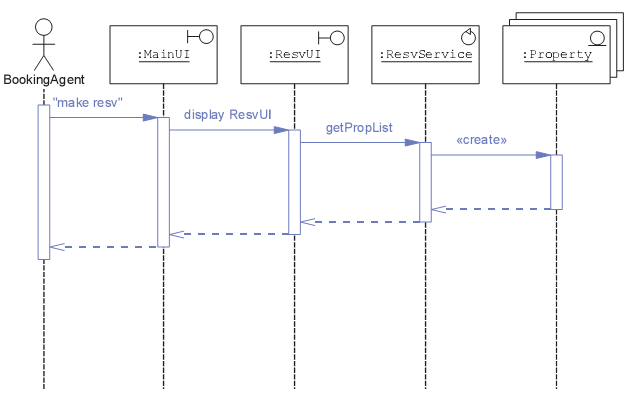 :MainUI
:ResvUI
:ResvService
:Property
BookingAgent
"make resv"
display ResvUI
getPropList
«create»